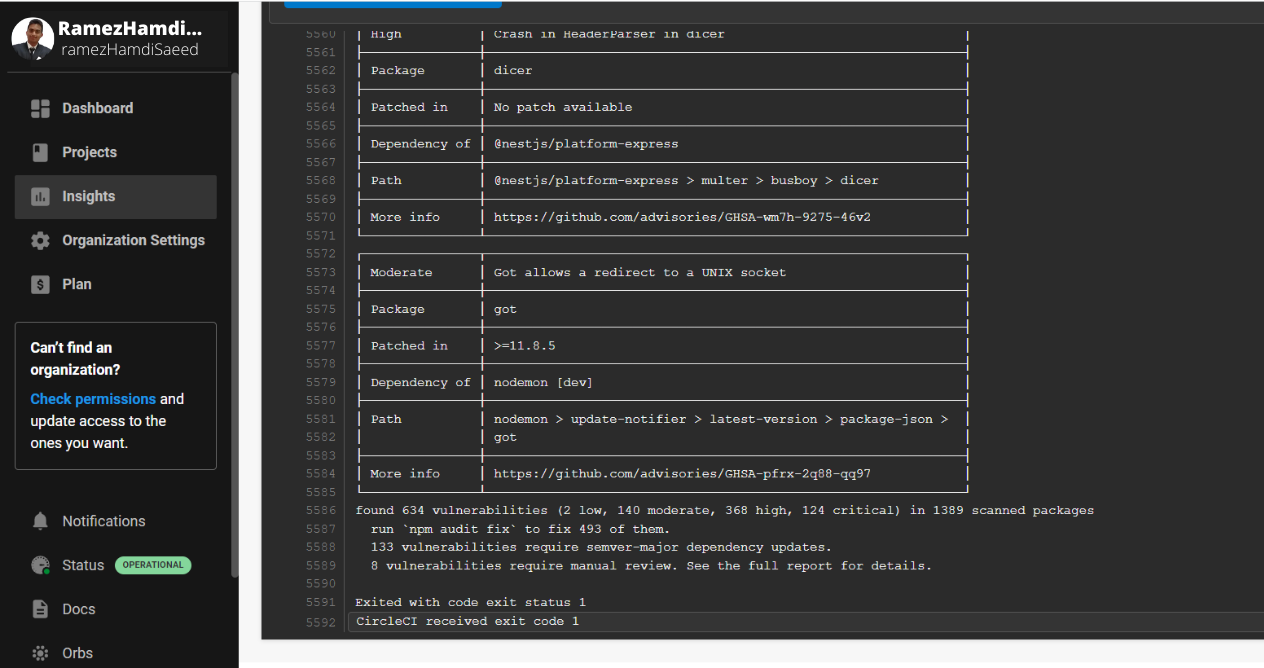 RamezHamdi...
ramezHamdiSaeed
Dashboard
Projects
Insights
Organization Settings
Plan
Can't find an
organization?
Check permissions and
update access to the
ones you want.
Notifications
Status OPERATIONAL
Docs
Orbs
5560 High Crash in HeaderParser in dicer
5561
5562 Package dicer
5563
5564 Patched in No patch available
5565
5566 Dependency of @nestjs/platform-express
5567
5568 Path @nestjs/platform-express > multer > busboy > dicer
5569
5570 More info https://github.com/advisories/GHSA-wm7h-9275-46v2
5571
5572
5573 Moderate Got allows a redirect to a UNIX socket
5574
5575 Package got
5576
5577 Patched in >=11.8.5
5578
5579 Dependency of nodemon [dev]
5580
5581 Path nodemon > update-notifier > latest-version > package-json >
5582 got
5583
5584 More info https://github.com/advisories/GHSA-pfrx-2q88-qq97
5585
5586 found 634 vulnerabilities (2 low, 140 moderate, 368 high, 124 critical) in 1389 scanned packages
5587 run `npm audit fix` to fix 493 of them.
5588 133 vulnerabilities require semver-major dependency updates.
5589 8 vulnerabilities require manual review. See the full report for details.
5590
5591 Exited with code exit status 1
5592 CircleCI received exit code 1